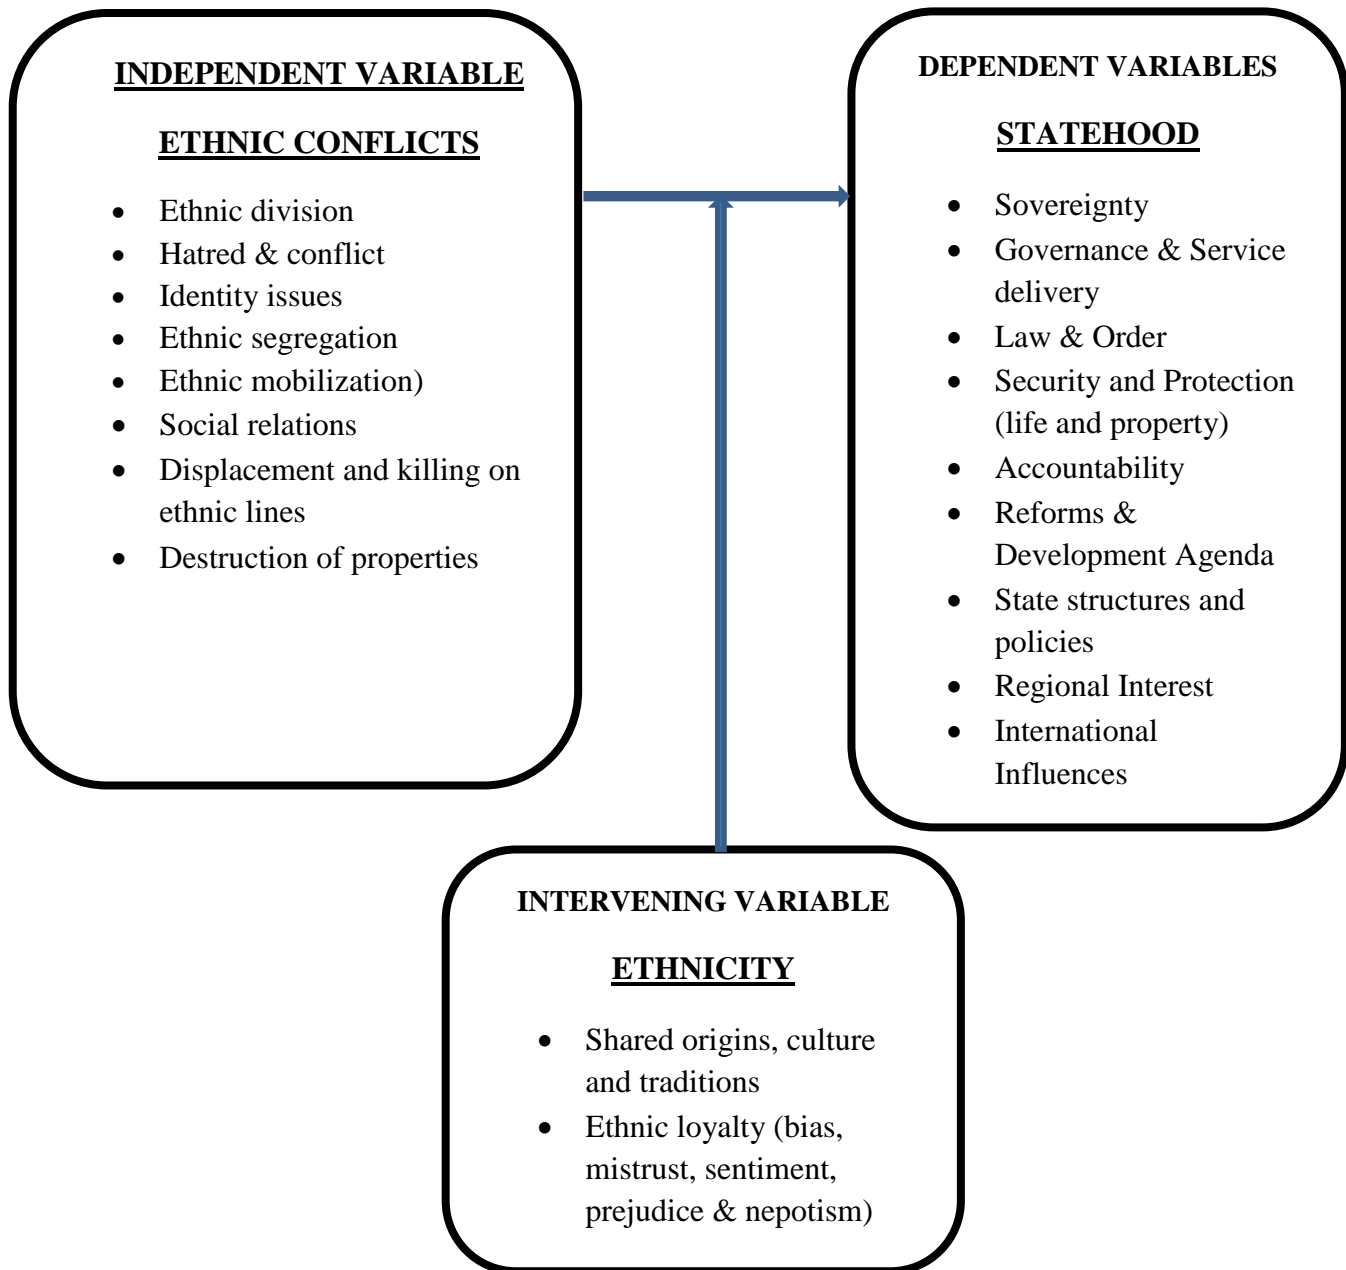 INDEPENDENT VARIABLE
ETHNIC CONFLICTS
• Ethnic division
• Hatred & conflict
• Identity issues
• Ethnic segregation
• Ethnic mobilization)
• Social relations
• Displacement and killing on
ethnic lines
• Destruction of properties
DEPENDENT VARIABLES
STATEHOOD
• Sovereignty
• Governance & Service
delivery
• Law & Order
• Security and Protection
(life and property)
• Accountability
• Reforms &
Development Agenda
• State structures and
policies
• Regional Interest
• International
Influences
INTERVENING VARIABLE
ETHNICITY
• Shared origins, culture
and traditions
• Ethnic loyalty (bias,
mistrust, sentiment,
prejudice & nepotism)